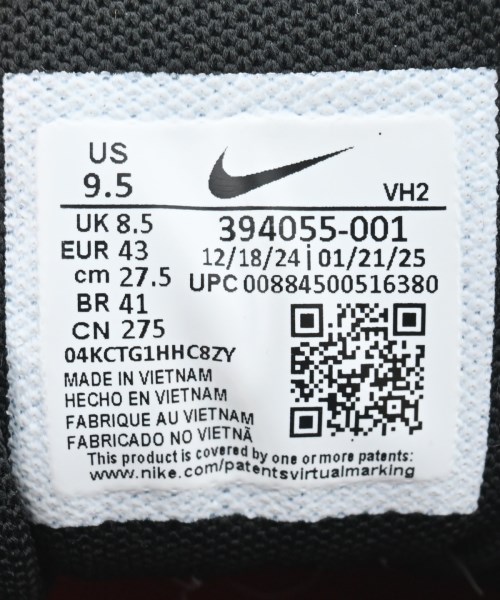 US
9.5
VH2
UK 8.5
EUR 43
cm 27.5
BR 41
CN 275
394055-001
12/18/24 | 01/21/25
UPC 00884500516380
04KCTG1HHC8ZY
MADE IN VIETNAM
HECHO EN VIETNAM
FABRIQUE AU VIETNAM
FABRICADO NO VIETNÃ
This product is covered by one or more patents:
www.nike.com/patentsvirtualmarking